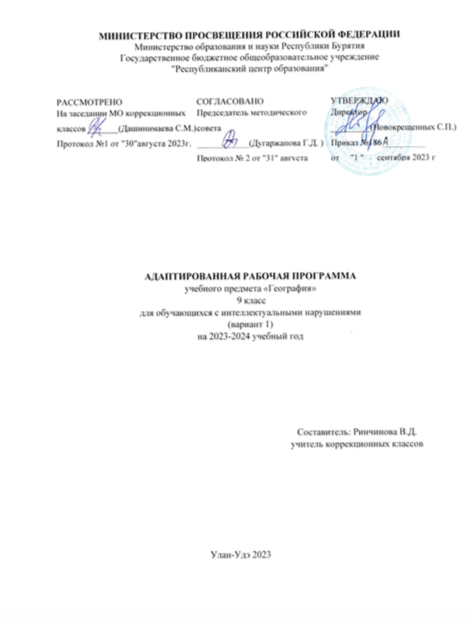 МИНИСТЕРСТВО ПРОСВЕЩЕНИЯ РОССИЙСКОЙ ФЕДЕРАЦИИ
Министерство образования и науки Республики Бурятия
Государственное бюджетное общеобразовательное учреждение
"Республиканский центр образования"
РАССМОТРЕНО
На заседании МО коррекционных
классов ______(Дашинимаева С.М.)
Протокол №1 от "30"августа 2023г.
СОГЛАСОВАНО
Председатель методического
совета
____________(Дугаржапова Г.Д. )
Протокол № 2 от "31" августа
УТВЕРЖДАЮ
Директор
_________(Новокрещенных С.П.)
Приказ №186 А
от "1" сентября 2023 г
АДАПТИРОВАННАЯ РАБОЧАЯ ПРОГРАММА
учебного предмета «География»
9 класс
для обучающихся с интеллектуальными нарушениями
(вариант 1)
на 2023-2024 учебный год
Составитель: Ринчинова В.Д.
учитель коррекционных классов
Улан-Удэ 2023